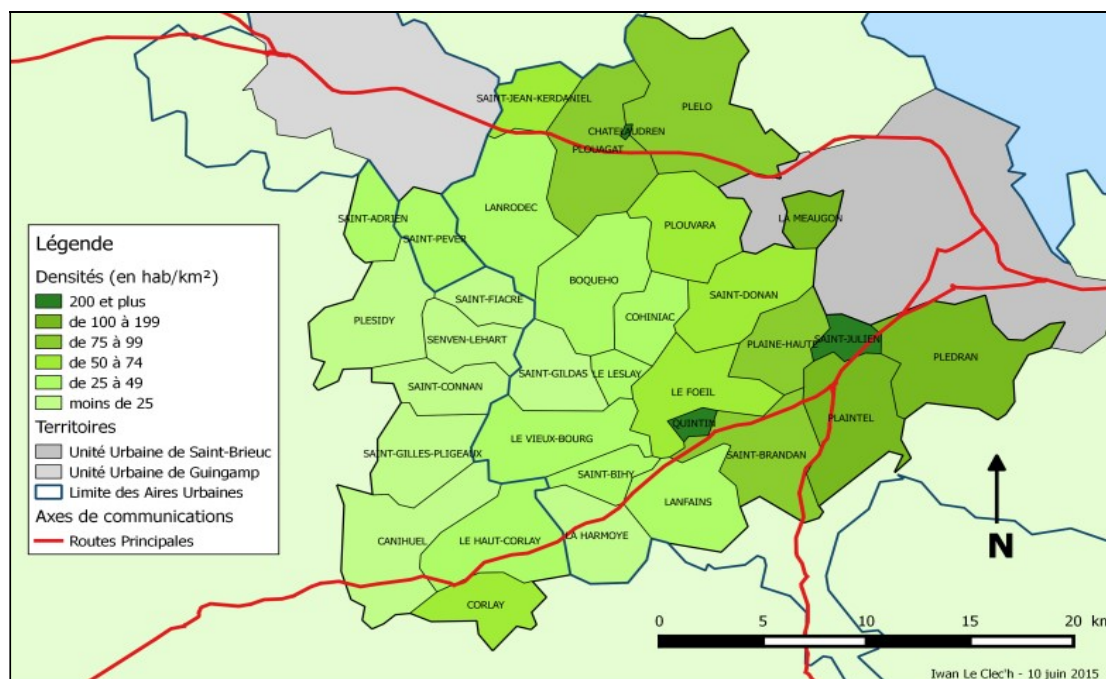 SAINT-JEAN-KERDANIEL
PLELO
CHATELAUDREN
PLOUAGAT
LANRODEC
SAINT-ADRIEN
SAINT-PEVER
PLOUVARA
LA MEAUGON
BOQUEHO
SAINT-FIACRE
SAINT-DONAN
PLESIDY
COHINIAC
SENVEN-LEHART
PLAINE-HAUTE
SAINT-JULIEN
PLEDRAN
SAINT-GILDAS
LE LESLAY
SAINT-CONNAN
LE FOEIL
PLAINTEL
QUINTIN
LE VIEUX-BOURG
SAINT-GILLES-PLIGEAUX
SAINT-BRANDAN
SAINT-BIHY
LANFAINS
CANIHUEL
LE HAUT-CORLAY
LA HARMOYE
CORLAY
Légende
Densités (en hab/km²)
200 et plus
de 100 à 199
de 75 à 99
de 50 à 74
de 25 à 49
moins de 25
Territoires
Unité Urbaine de Saint-Brieuc
Unité Urbaine de Guingamp
Limite des Aires Urbaines
Axes de communications
Routes Principales
N
0 5 10 15 20 km
Iwan Le Clec'h - 10 juin 2015